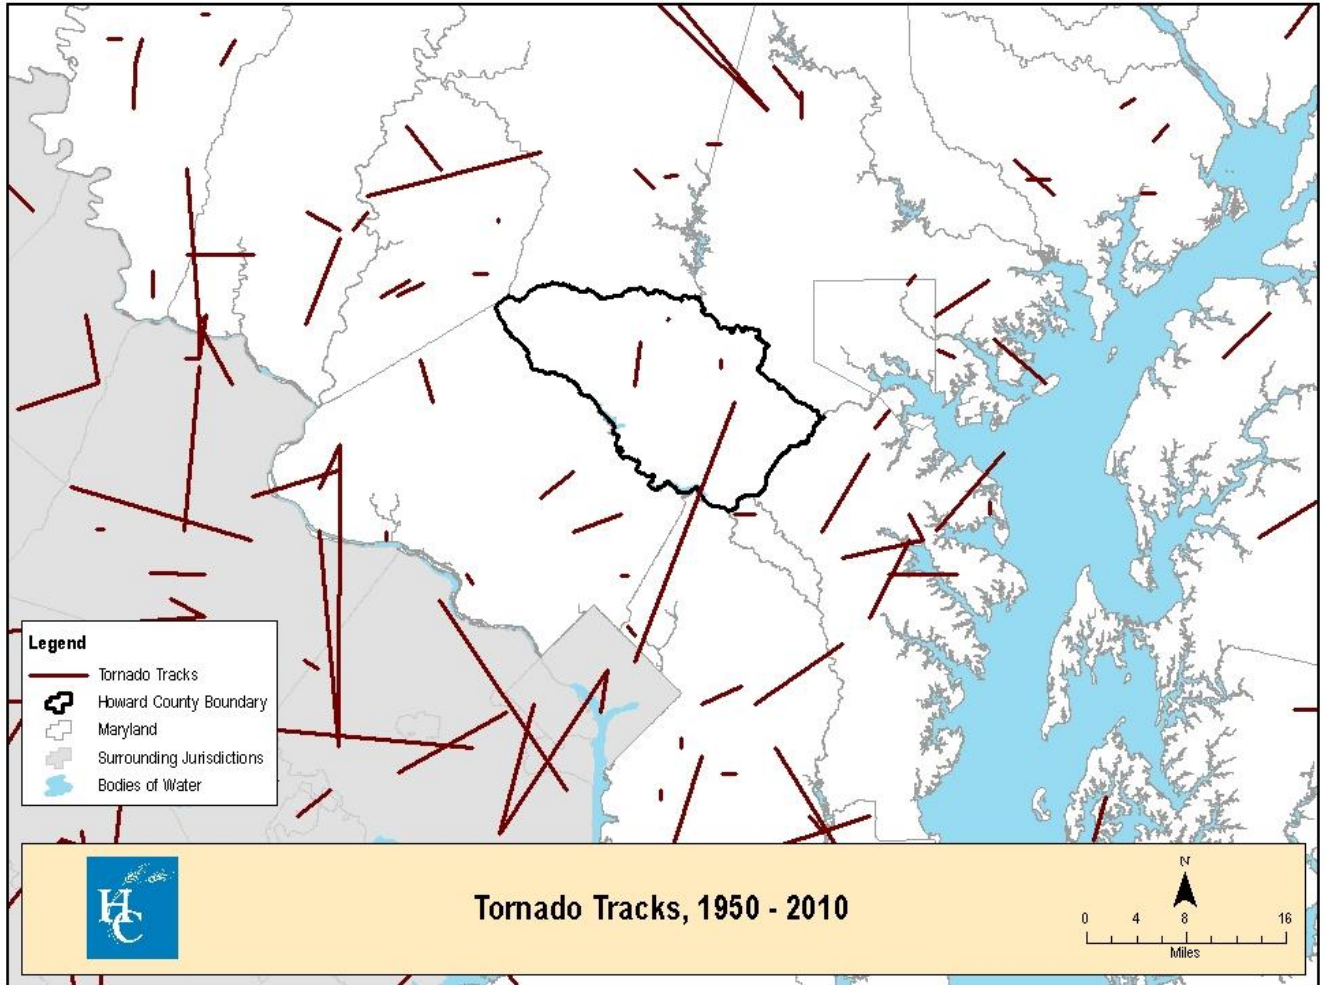 Legend
Tornado Tracks
Howard County Boundary
Maryland
Surrounding Jurisdictions
Bodies of Water
HC
Tornado Tracks, 1950 - 2010
N
0 4 8 16
Miles